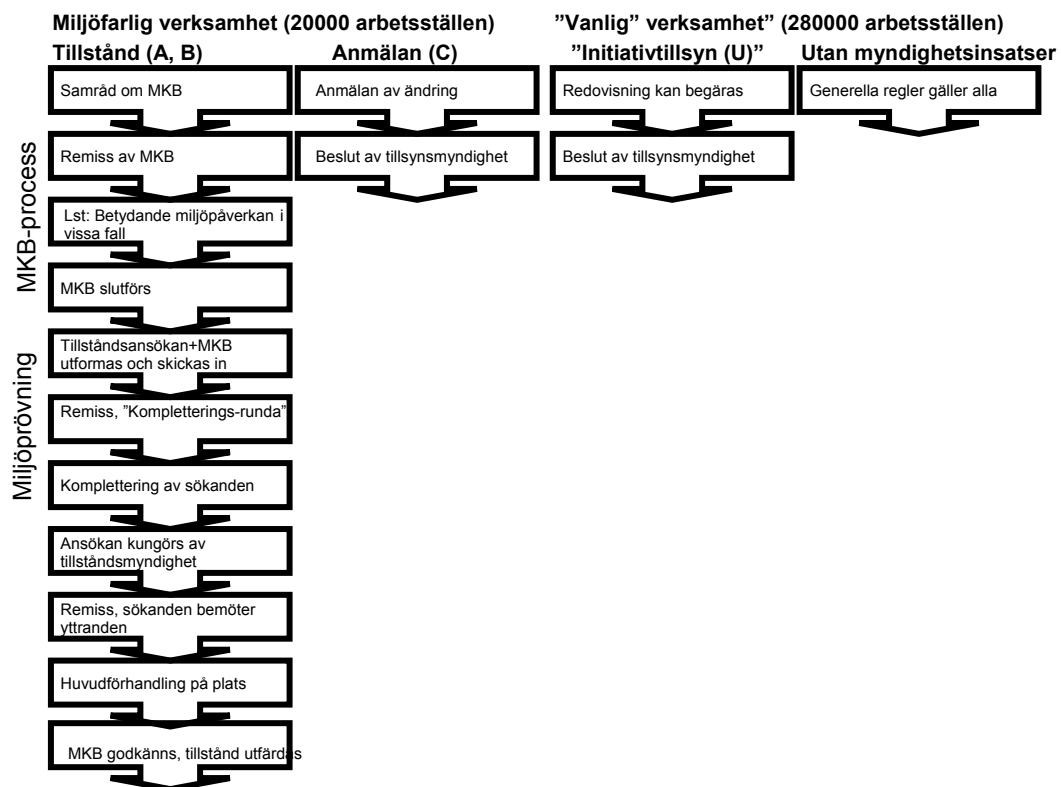 Miljöfarlig verksamhet (20000 arbetsställen)
”Vanlig” verksamhet” (280000 arbetsställen)
Tillstånd (A, B)
Anmälan (C)
”Initiativtillsyn (U)”
Utan myndighetsinsatser
Samråd om MKB
Anmälan av ändring
Redovisning kan begäras
Generella regler gäller alla
Remiss av MKB
Beslut av tillsynsmyndighet
Beslut av tillsynsmyndighet
MKB-process
Lst: Betydande miljöpåverkan i
vissa fall
MKB slutförs
Miljöprövning
Tillståndsansökan+MKB
utformas och skickas in
Remiss, ”Kompletterings-runda”
Komplettering av sökanden
Ansökan kungörs av
tillståndsmyndighet
Remiss, sökanden bemöter
yttranden
Huvudförhandling på plats
MKB godkänns, tillstånd utfärdas